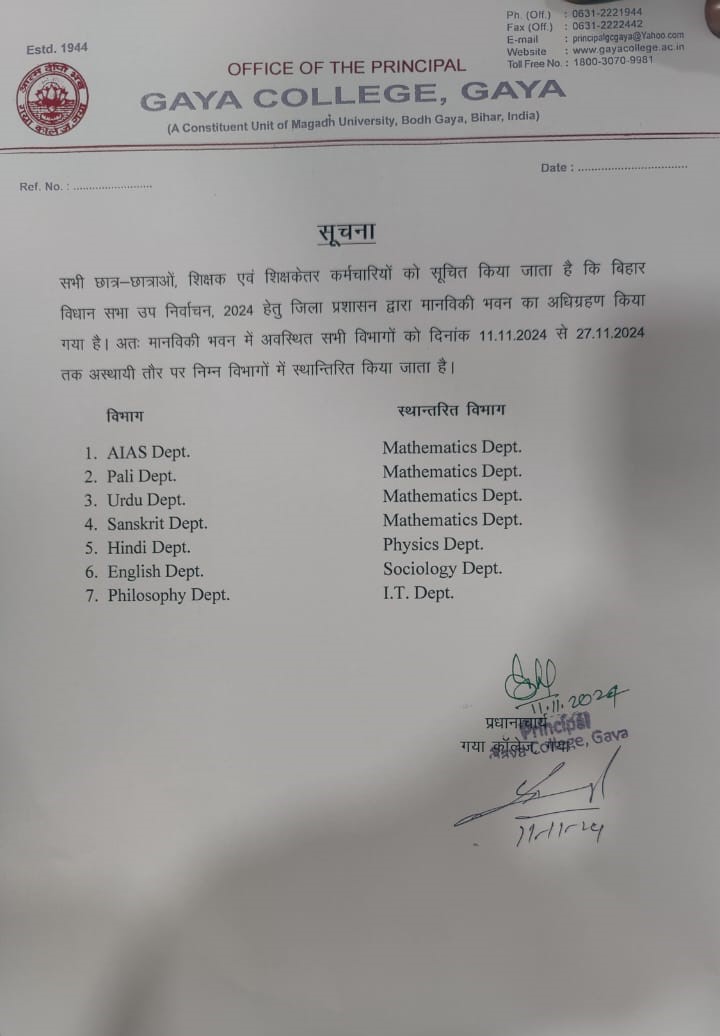 Ph. (Off.) : 0631-2221944
Fax (Off.) : 0631-2222442
E-mail : principalgcgaya@Yahoo.com
Website : www.gayacollege.ac.in
Toll Free No. : 1800-3070-9981
Estd. 1944
OFFICE OF THE PRINCIPAL
GAYA COLLEGE, GAYA
(A Constituent Unit of Magadh University, Bodh Gaya, Bihar, India)
Date : ..................................
Ref. No. : .........................
सूचना
सभी छात्र–छात्राओं, शिक्षक एवं शिक्षकेतर कर्मचारियों को सूचित किया जाता है कि बिहार
विधान सभा उप निर्वाचन, 2024 हेतु जिला प्रशासन द्वारा मानविकी भवन का अधिग्रहण किया
गया है। अतः मानविकी भवन में अवस्थित सभी विभागों को दिनांक 11.11.2024 से 27.11.2024
तक अस्थायी तौर पर निम्न विभागों में स्थान्तिरित किया जाता है।
विभाग स्थान्तरित विभाग
1. AIAS Dept. Mathematics Dept.
2. Pali Dept. Mathematics Dept.
3. Urdu Dept. Mathematics Dept.
4. Sanskrit Dept. Mathematics Dept.
5. Hindi Dept. Physics Dept.
6. English Dept. Sociology Dept.
7. Philosophy Dept. I.T. Dept.
11.11.2024
प्रधानाचार्य
Principal
गया कॉलेज, गया
College, Gaya
11-11-24